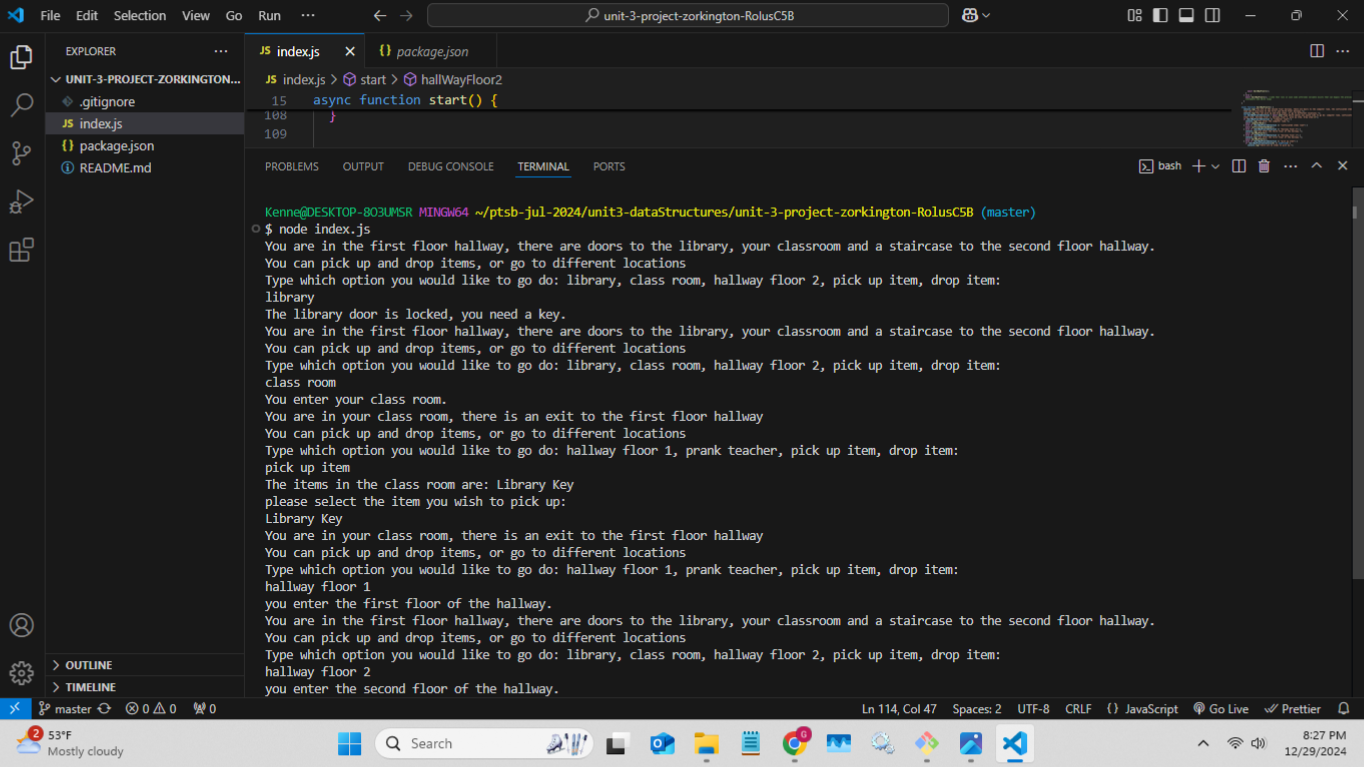 File Edit Selection View Go Run ··· unit-3-project-zorkington-RolusC5B
EXPLORER ···
JS index.js {} package.json
UNIT-3-PROJECT-ZORKINGTON...
JS index.js > start > hallWayFloor2
.gitignore
15 async function start() {
JS index.js
108 }
109
{} package.json
README.md
PROBLEMS OUTPUT DEBUG CONSOLE TERMINAL PORTS bash
Kenne@DESKTOP-8O3UMSR MINGW64 ~/ptsb-jul-2024/unit3-dataStructures/unit-3-project-zorkington-RolusC5B (master)
$ node index.js
You are in the first floor hallway, there are doors to the library, your classroom and a staircase to the second floor hallway.
You can pick up and drop items, or go to different locations
Type which option you would like to go do: library, class room, hallway floor 2, pick up item, drop item:
library
The library door is locked, you need a key.
You are in the first floor hallway, there are doors to the library, your classroom and a staircase to the second floor hallway.
You can pick up and drop items, or go to different locations
Type which option you would like to go do: library, class room, hallway floor 2, pick up item, drop item:
class room
You enter your class room.
You are in your class room, there is an exit to the first floor hallway
You can pick up and drop items, or go to different locations
Type which option you would like to go do: hallway floor 1, prank teacher, pick up item, drop item:
pick up item
The items in the class room are: Library Key
please select the item you wish to pick up:
Library Key
You are in your class room, there is an exit to the first floor hallway
You can pick up and drop items, or go to different locations
Type which option you would like to go do: hallway floor 1, prank teacher, pick up item, drop item:
hallway floor 1
you enter the first floor of the hallway.
You are in the first floor hallway, there are doors to the library, your classroom and a staircase to the second floor hallway.
You can pick up and drop items, or go to different locations
Type which option you would like to go do: library, class room, hallway floor 2, pick up item, drop item:
hallway floor 2
you enter the second floor of the hallway.
OUTLINE
TIMELINE
master 0 0 0 Ln 114, Col 47 Spaces: 2 UTF-8 CRLF {} JavaScript Go Live Prettier
2 53°F
Mostly cloudy
Search
G
8:27 PM
12/29/2024